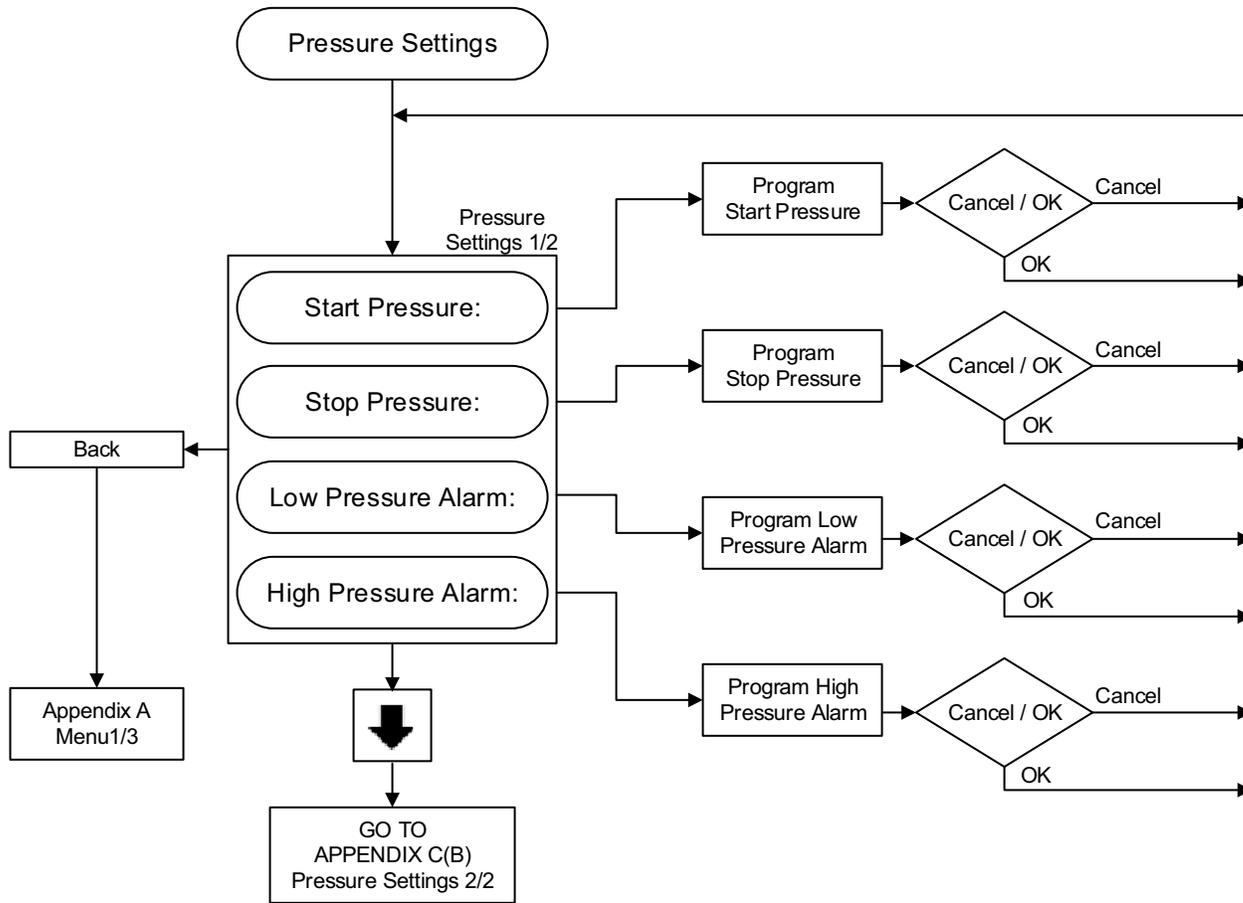 Pressure Settings
Pressure
Settings 1/2
Start Pressure:
Stop Pressure:
Low Pressure Alarm:
High Pressure Alarm:
Program
Start Pressure
Cancel / OK
Cancel
OK
Program
Stop Pressure
Cancel / OK
Cancel
OK
Program Low
Pressure Alarm
Cancel / OK
Cancel
OK
Program High
Pressure Alarm
Cancel / OK
Cancel
OK
Back
Appendix A
Menu1/3
GO TO
APPENDIX C(B)
Pressure Settings 2/2